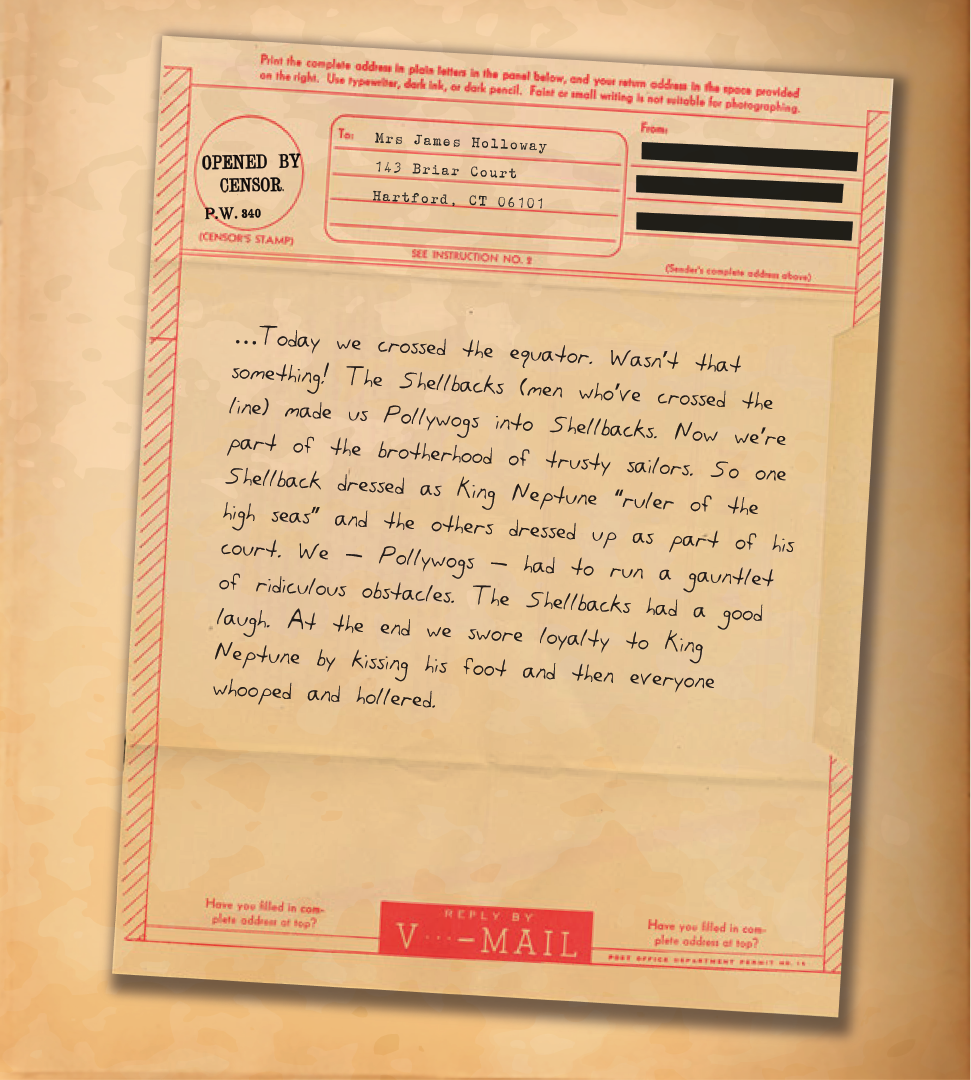 Print the complete address in plain letters in the panel below, and your return address in the space provided
on the right. Use typewriter, dark ink, or dark pencil. Faint or small writing is not suitable for photographing.
OPENED BY
CENSOR.
P.W. 840
(CENSOR'S STAMP)
To:
Mrs James Holloway
143 Briar Court
Hartford, CT 06101
SEE INSTRUCTION NO. 2
From:
(Sender's complete address above)
...Today we crossed the equator. Wasn't that
something! The Shellbacks (men who've crossed the
line) made us Pollywogs into Shellbacks. Now we're
part of the brotherhood of trusty sailors. So one
Shellback dressed as King Neptune "ruler of the
high seas" and the others dressed up as part of his
court. We – Pollywogs – had to run a gauntlet
of ridiculous obstacles. The Shellbacks had a good
laugh. At the end we swore loyalty to King
Neptune by kissing his foot and then everyone
whooped and hollered.
Have you filled in com-
plete address at top?
REPLY BY
V···–MAIL
Have you filled in com-
plete address at top?
POST OFFICE DEPARTMENT PERMIT NO. 16